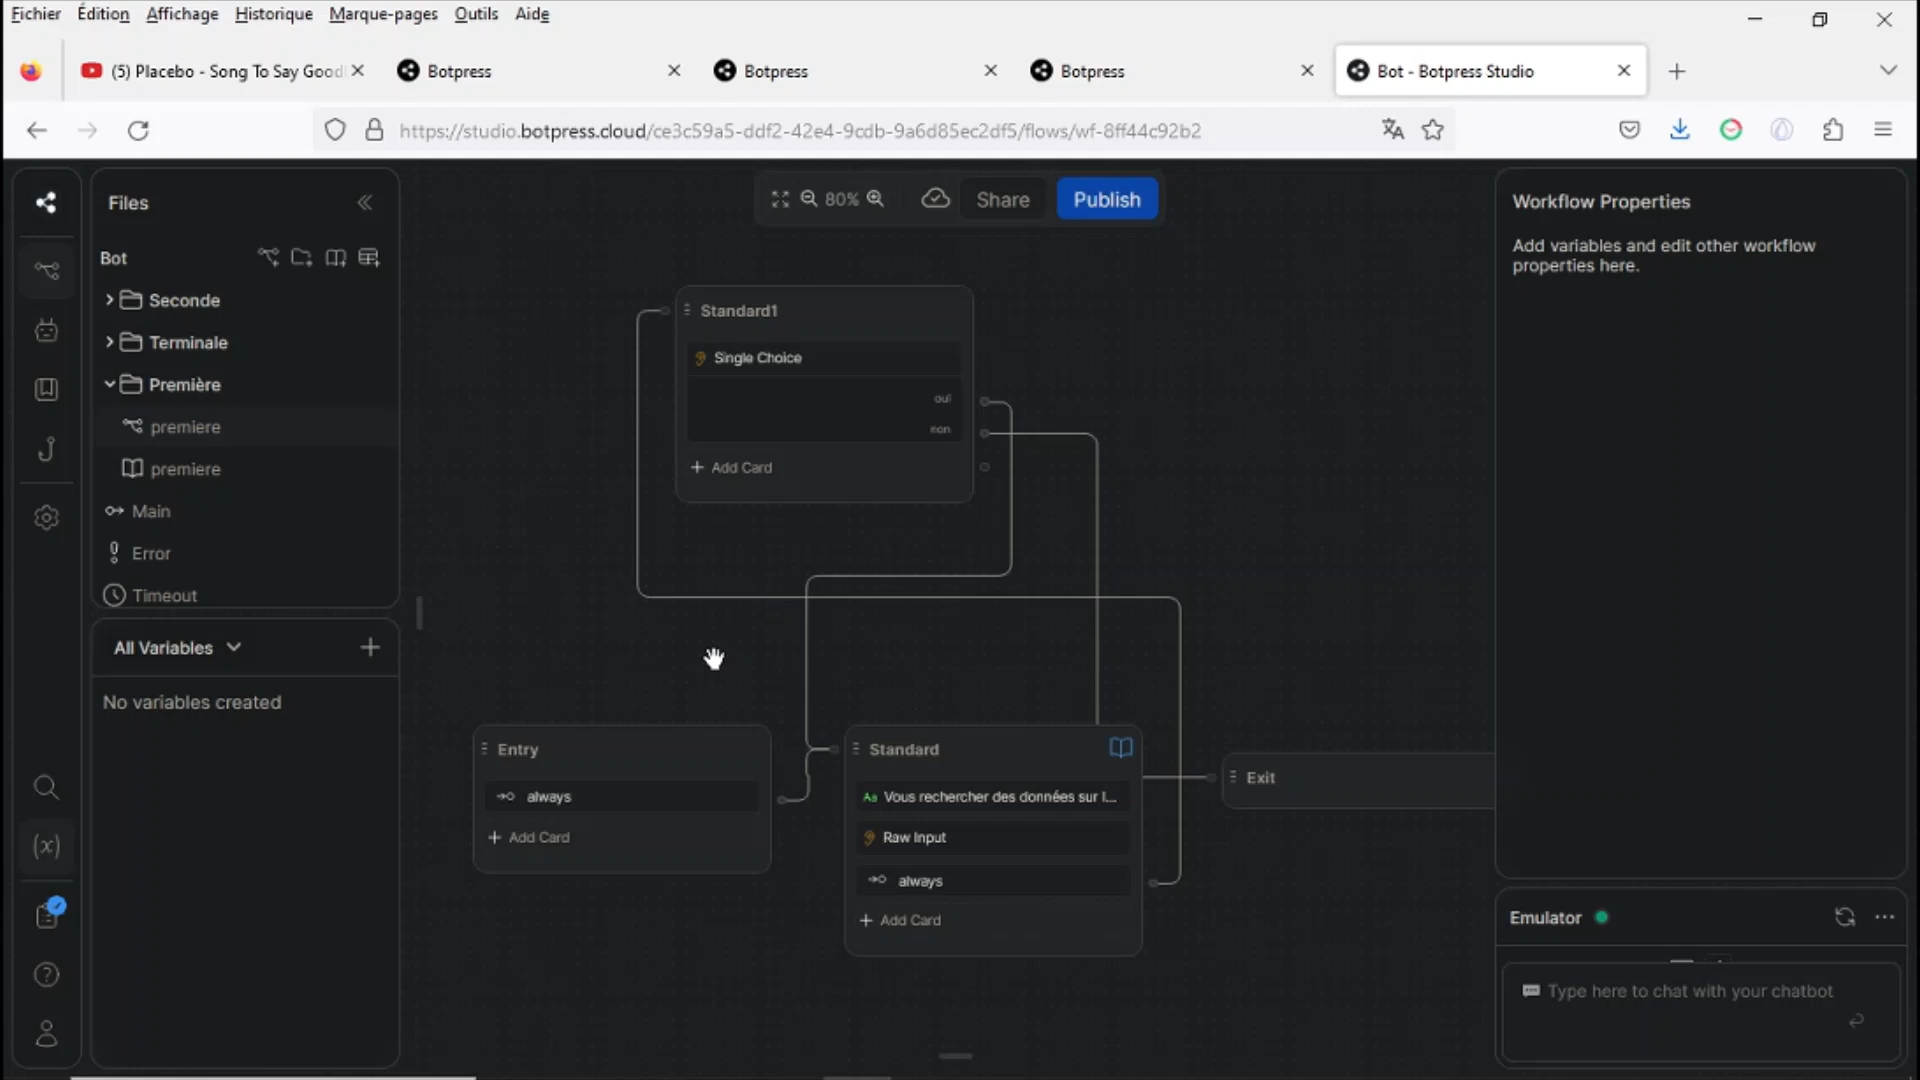 Fichier Édition Affichage Historique Marque-pages Outils Aide
(5) Placebo - Song To Say Good
Botpress
Botpress
Botpress
Bot - Botpress Studio
https://studio.botpress.cloud/ce3c59a5-ddf2-42e4-9cdb-9a6d85ec2df5/flows/wf-8ff44c92b2
Files
80%
Share
Publish
Workflow Properties
Add variables and edit other workflow
properties here.
Bot
Seconde
Terminale
Première
premiere
premiere
Main
Error
Timeout
All Variables
No variables created
Standard1
Single Choice
oui
non
+ Add Card
Entry
always
+ Add Card
Standard
Aa Vous rechercher des données sur l...
Raw Input
always
+ Add Card
Exit
(x)
Emulator
Type here to chat with your chatbot